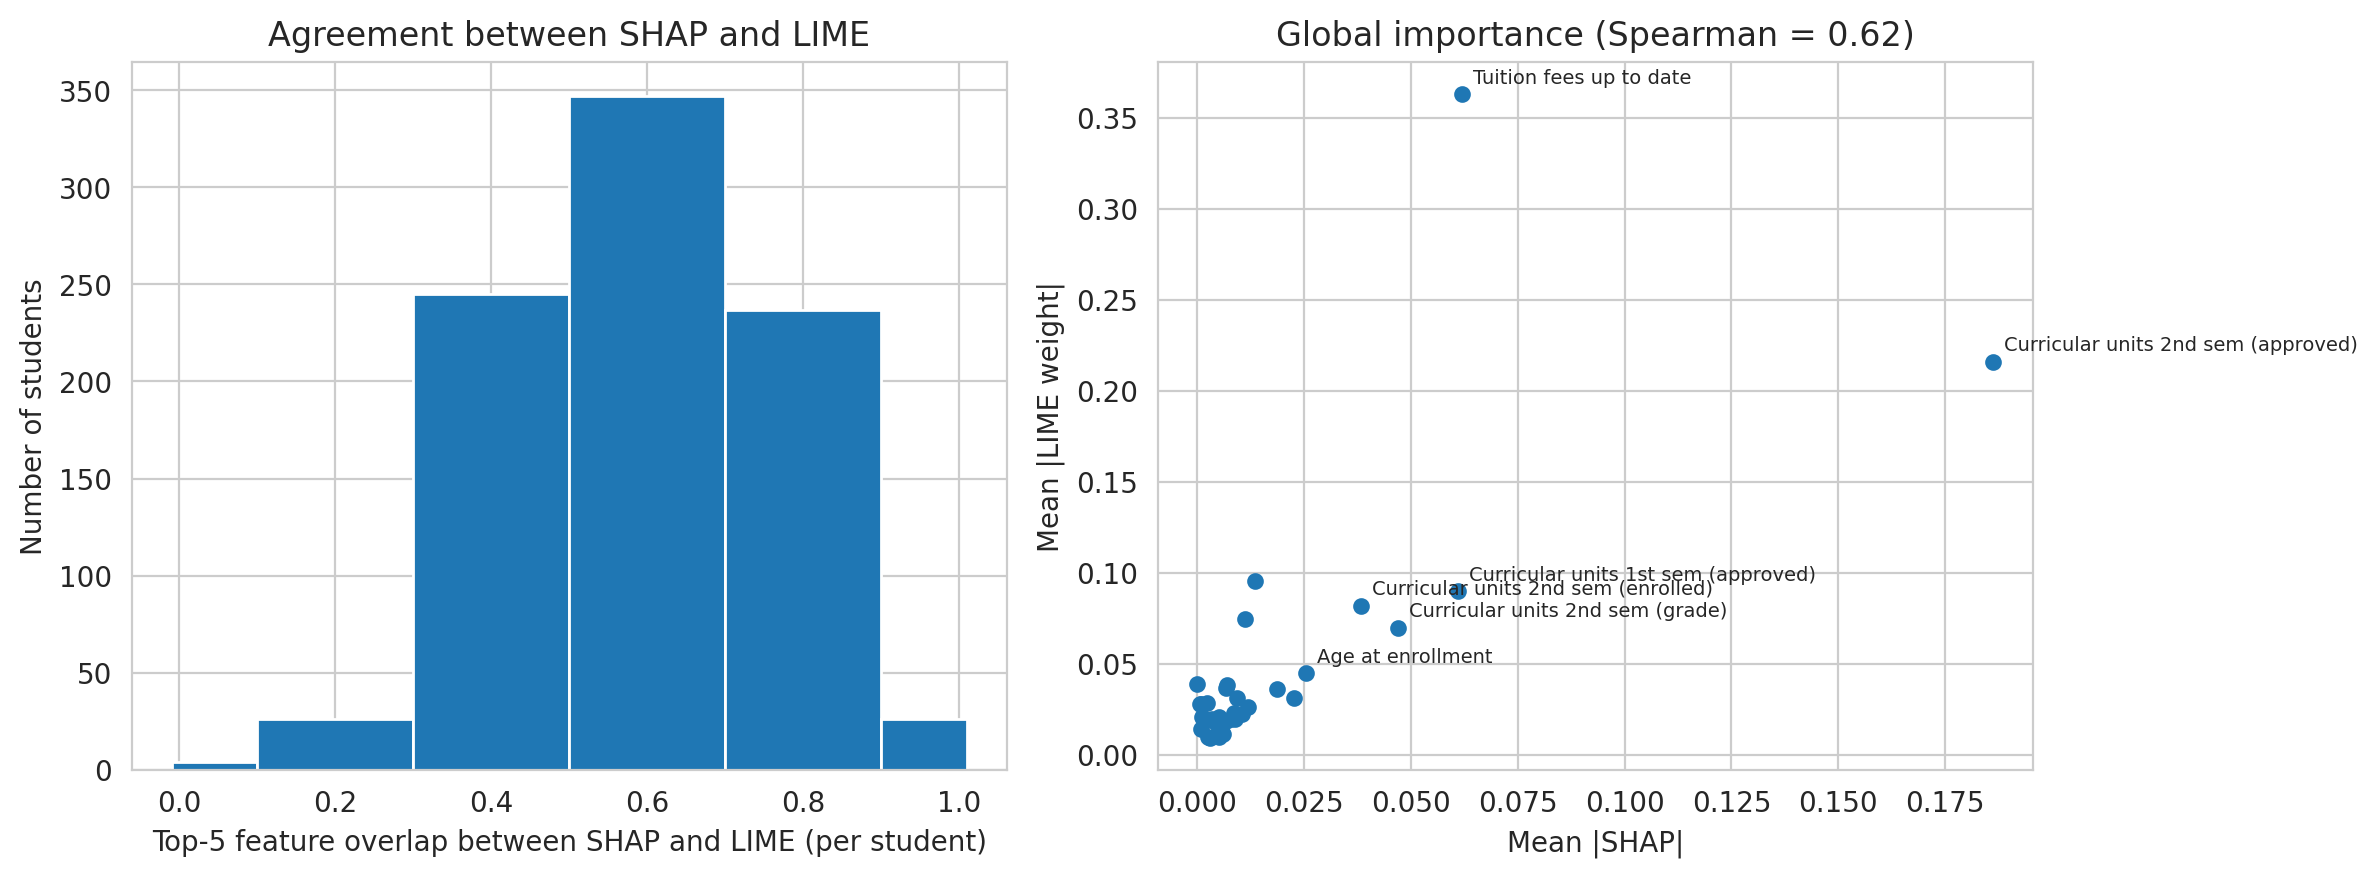 Agreement between SHAP and LIME
Number of students
350
300
250
200
150
100
50
0
0.0 0.2 0.4 0.6 0.8 1.0
Top-5 feature overlap between SHAP and LIME (per student)
Global importance (Spearman = 0.62)
Mean |LIME weight|
0.35
0.30
0.25
0.20
0.15
0.10
0.05
0.00
Tuition fees up to date
Curricular units 2nd sem (approved)
Curricular units 1st sem (approved)
Curricular units 2nd sem (enrolled)
Curricular units 2nd sem (grade)
Age at enrollment
0.000 0.025 0.050 0.075 0.100 0.125 0.150 0.175
Mean |SHAP|